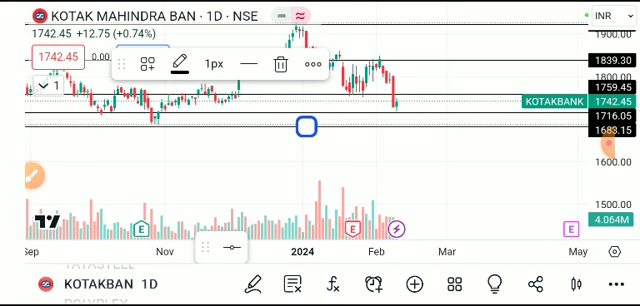 KOTAK MAHINDRA BAN · 1D · NSE
INR
1742.45 +12.75 (+0.74%)
1742.45
0.00
1px
1
1900.00
1839.30
1800.00
1759.45
KOTAKBANK 1742.45
1716.05
1683.15
1600.00
1500.00
4.064M
E
E
E
Sep
Nov
2024
Feb
Mar
May
TATASTEEL
KOTAKBAN 1D
POLYPLEX